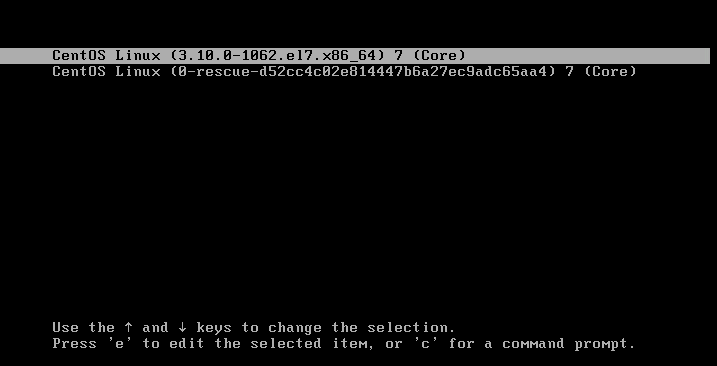 CentOS Linux (3.10.0-1062.el7.x86_64) 7 (Core)
CentOS Linux (0-rescue-d52cc4c02e814447b6a27ec9adc65aa4) 7 (Core)
Use the ↑ and ↓ keys to change the selection.
Press 'e' to edit the selected item, or 'c' for a command prompt.